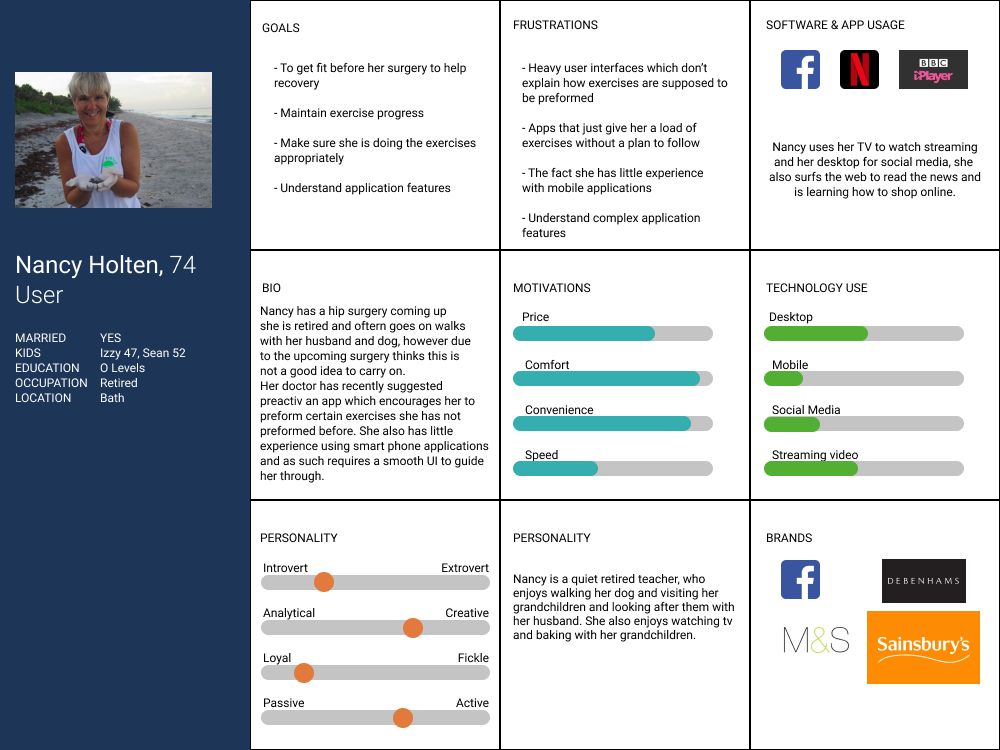 Nancy Holten, 74
User
MARRIED YES
KIDS Izzy 47, Sean 52
EDUCATION O Levels
OCCUPATION Retired
LOCATION Bath
GOALS
- To get fit before her surgery to help
recovery
- Maintain exercise progress
- Make sure she is doing the exercises
appropriately
- Understand application features
FRUSTRATIONS
- Heavy user interfaces which don’t
explain how exercises are supposed to
be preformed
- Apps that just give her a load of
exercises without a plan to follow
- The fact she has little experience
with mobile applications
- Understand complex application
features
SOFTWARE & APP USAGE
f N BBC iPlayer
Nancy uses her TV to watch streaming
and her desktop for social media, she
also surfs the web to read the news and
is learning how to shop online.
BIO
Nancy has a hip surgery coming up
she is retired and oftern goes on walks
with her husband and dog, however due
to the upcoming surgery thinks this is
not a good idea to carry on.
Her doctor has recently suggested
preactiv an app which encourages her to
preform certain exercises she has not
preformed before. She also has little
experience using smart phone applications
and as such requires a smooth UI to guide
her through.
MOTIVATIONS
Price
Comfort
Convenience
Speed
TECHNOLOGY USE
Desktop
Mobile
Social Media
Streaming video
PERSONALITY
Introvert Extrovert
Analytical Creative
Loyal Fickle
Passive Active
PERSONALITY
Nancy is a quiet retired teacher, who
enjoys walking her dog and visiting her
grandchildren and looking after them with
her husband. She also enjoys watching tv
and baking with her grandchildren.
BRANDS
f DEBENHAMS
M&S Sainsbury's